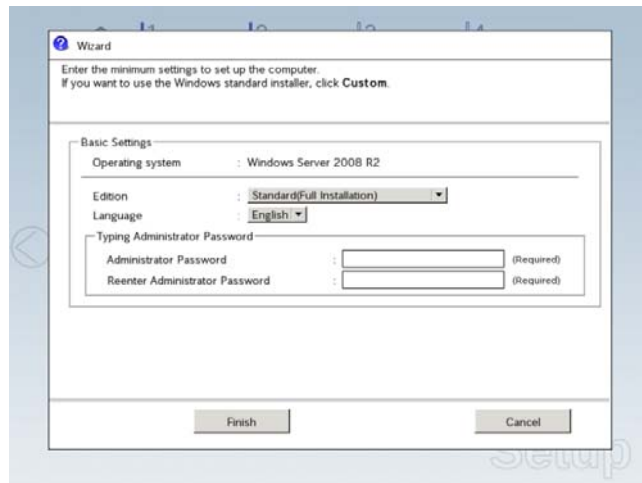 Wizard
Enter the minimum settings to set up the computer.
If you want to use the Windows standard installer, click Custom.
Basic Settings
Operating system : Windows Server 2008 R2
Edition : Standard(Full Installation)
Language : English
Typing Administrator Password
Administrator Password : (Required)
Reenter Administrator Password : (Required)
Finish Cancel
Setup